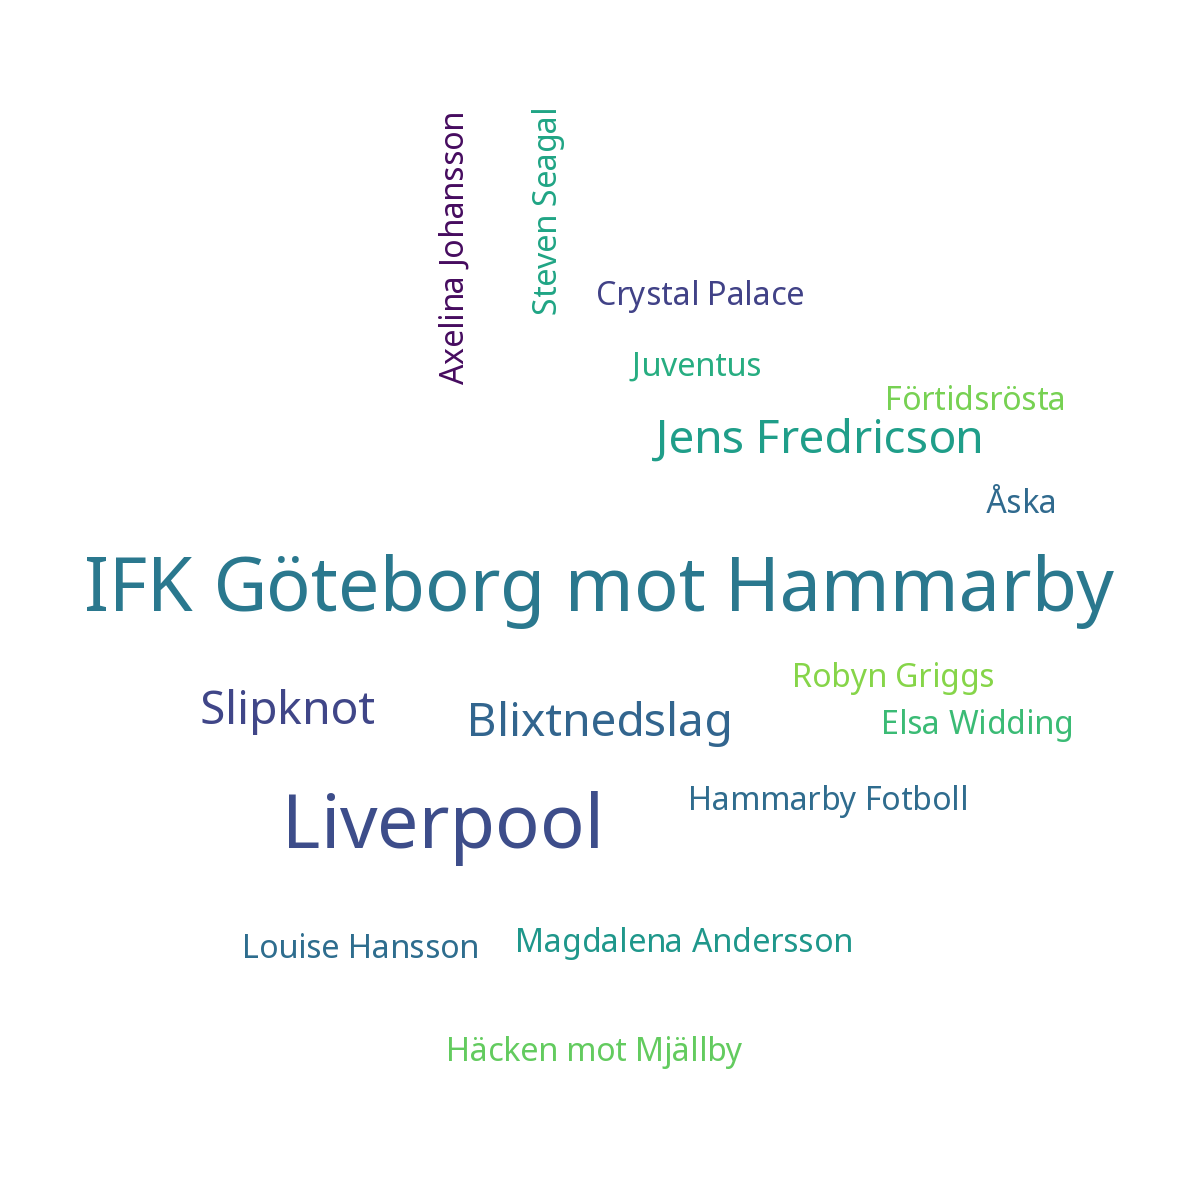 Axelina Johansson
Steven Seagal
Crystal Palace
Juventus
Förtidsrösta
Jens Fredricson
Åska
IFK Göteborg mot Hammarby
Robyn Griggs
Slipknot
Blixtnedslag
Elsa Widding
Hammarby Fotboll
Liverpool
Louise Hansson
Magdalena Andersson
Häcken mot Mjällby